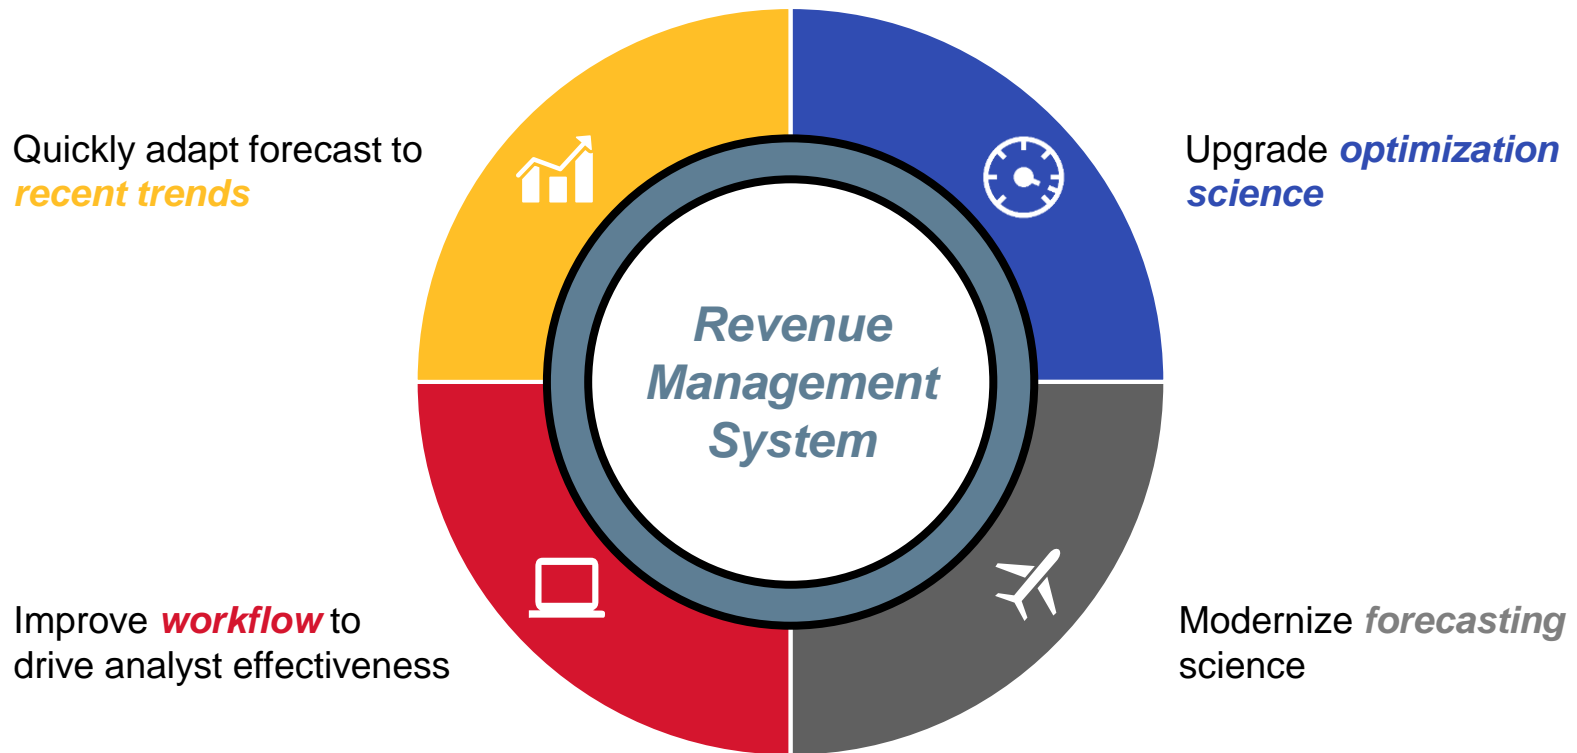 Quickly adapt forecast to
recent trends
Upgrade optimization
science
Revenue
Management
System
Improve workflow to
drive analyst effectiveness
Modernize forecasting
science